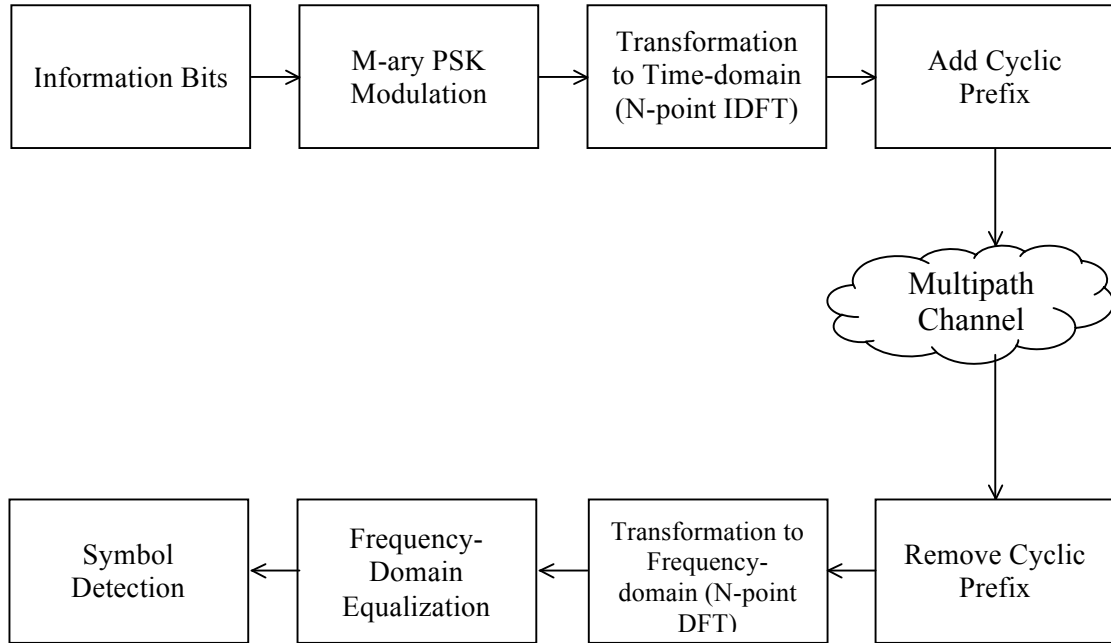 Information Bits
M-ary PSK
Modulation
Transformation
to Time-domain
(N-point IDFT)
Add Cyclic
Prefix
Multipath
Channel
Symbol
Detection
Frequency-
Domain
Equalization
Transformation to
Frequency-
domain (N-point
DFT)
Remove Cyclic
Prefix